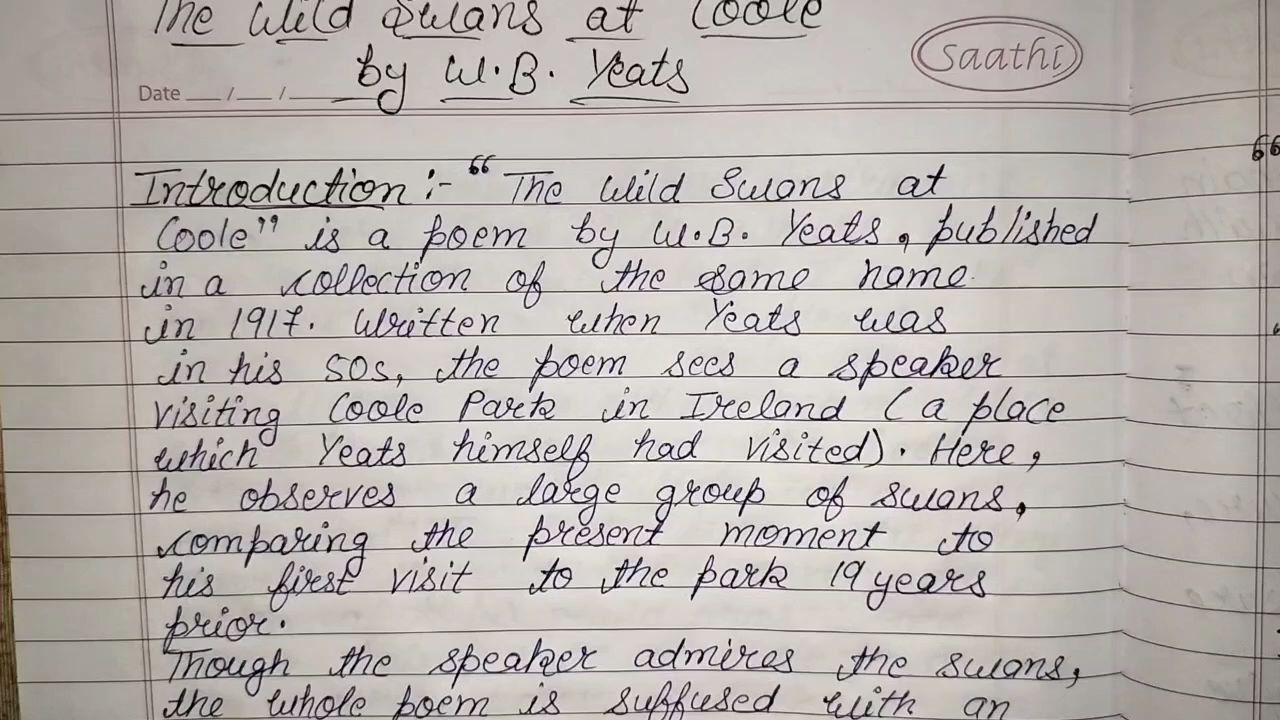 The Wild Swans at Coole
by W.B. Yeats
saathi
Date __/__/__
Introduction :- “The Wild Swans at
Coole” is a poem by W.B. Yeats, published
in a collection of the same name
in 1917. Written when Yeats was
in his 50s, the poem sees a speaker
visiting Coole Park in Ireland (a place
which Yeats himself had visited). Here,
he observes a large group of swans,
comparing the present moment to
his first visit to the park 19 years
prior.
Though the speaker admires the swans,
the whole poem is suffused with an